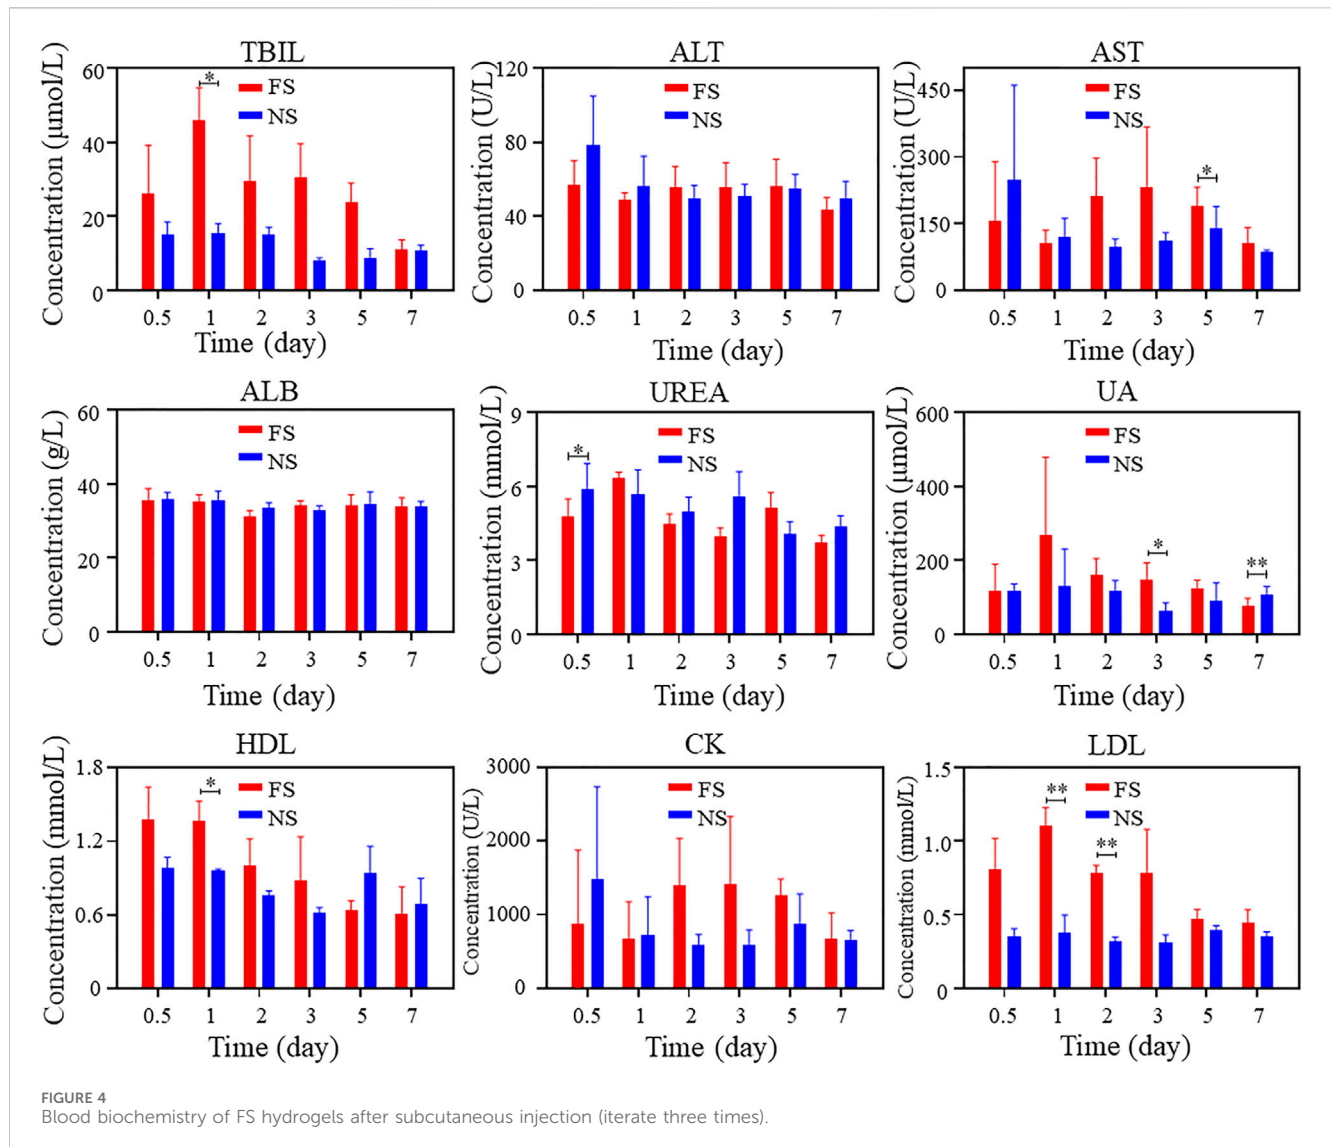 TBIL
Concentration (μmol/L)
60
40
20
0
FS
NS
*
0.5 1 2 3 5 7
Time (day)
ALT
Concentration (U/L)
120
80
40
0
FS
NS
0.5 1 2 3 5 7
Time (day)
AST
Concentration (U/L)
450
300
150
0
FS
NS
*
0.5 1 2 3 5 7
Time (day)
ALB
Concentration (g/L)
60
40
20
0
FS
NS
0.5 1 2 3 5 7
Time (day)
UREA
Concentration (mmol/L)
9
6
3
0
FS
NS
*
0.5 1 2 3 5 7
Time (day)
UA
Concentration (μmol/L)
600
400
200
0
FS
NS
*
**
0.5 1 2 3 5 7
Time (day)
HDL
Concentration (mmol/L)
1.8
1.2
0.6
0
FS
NS
*
0.5 1 2 3 5 7
Time (day)
CK
Concentration (U/L)
3000
2000
1000
0
FS
NS
0.5 1 2 3 5 7
Time (day)
LDL
Concentration (mmol/L)
1.5
1.0
0.5
0
FS
NS
**
**
0.5 1 2 3 5 7
Time (day)
FIGURE 4
Blood biochemistry of FS hydrogels after subcutaneous injection (iterate three times).